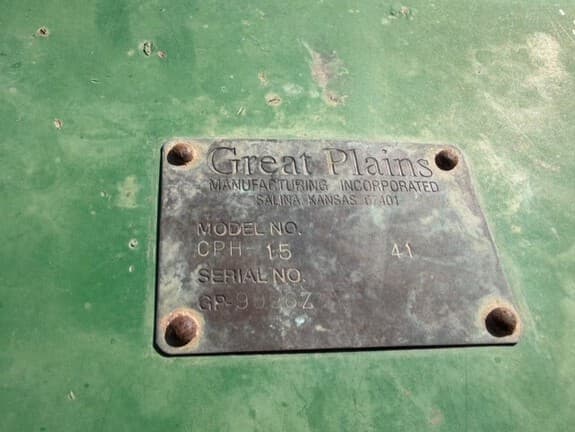 Great Plains
MANUFACTURING INCORPORATED
SALINA KANSAS 67401
MODEL NO.
CPH-15 41
SERIAL NO.